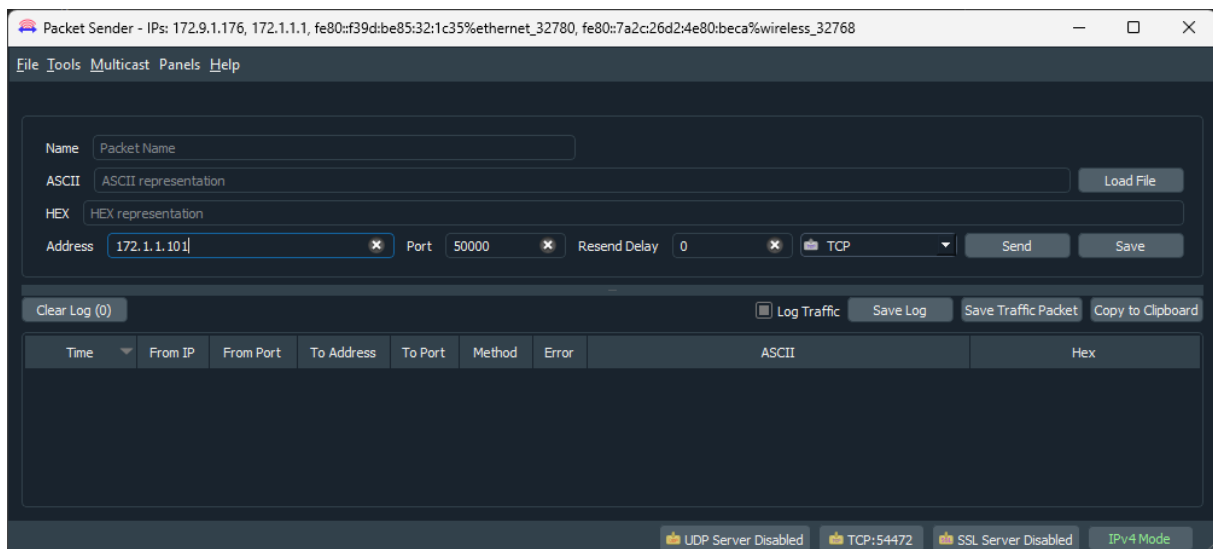 Packet Sender - IPs: 172.9.1.176, 172.1.1.1, fe80::f39d:be85:32:1c35%ethernet_32780, fe80::7a2c:26d2:4e80:beca%wireless_32768
File Tools Multicast Panels Help
Name Packet Name
ASCII ASCII representation Load File
HEX HEX representation
Address 172.1.1.101 Port 50000 Resend Delay 0 TCP Send Save
Clear Log (0) Log Traffic Save Log Save Traffic Packet Copy to Clipboard
Time From IP From Port To Address To Port Method Error ASCII Hex
UDP Server Disabled TCP:54472 SSL Server Disabled IPv4 Mode